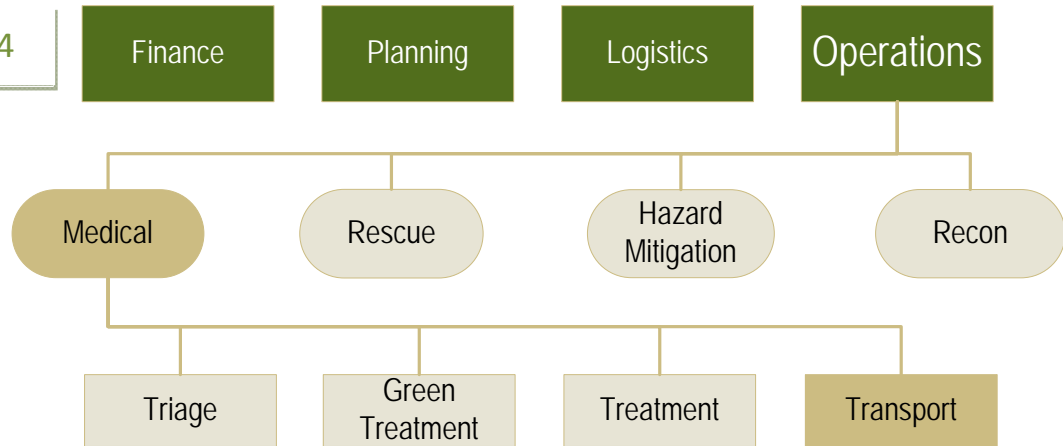 4
Finance
Planning
Logistics
Operations
Medical
Rescue
Hazard
Mitigation
Recon
Triage
Green
Treatment
Treatment
Transport